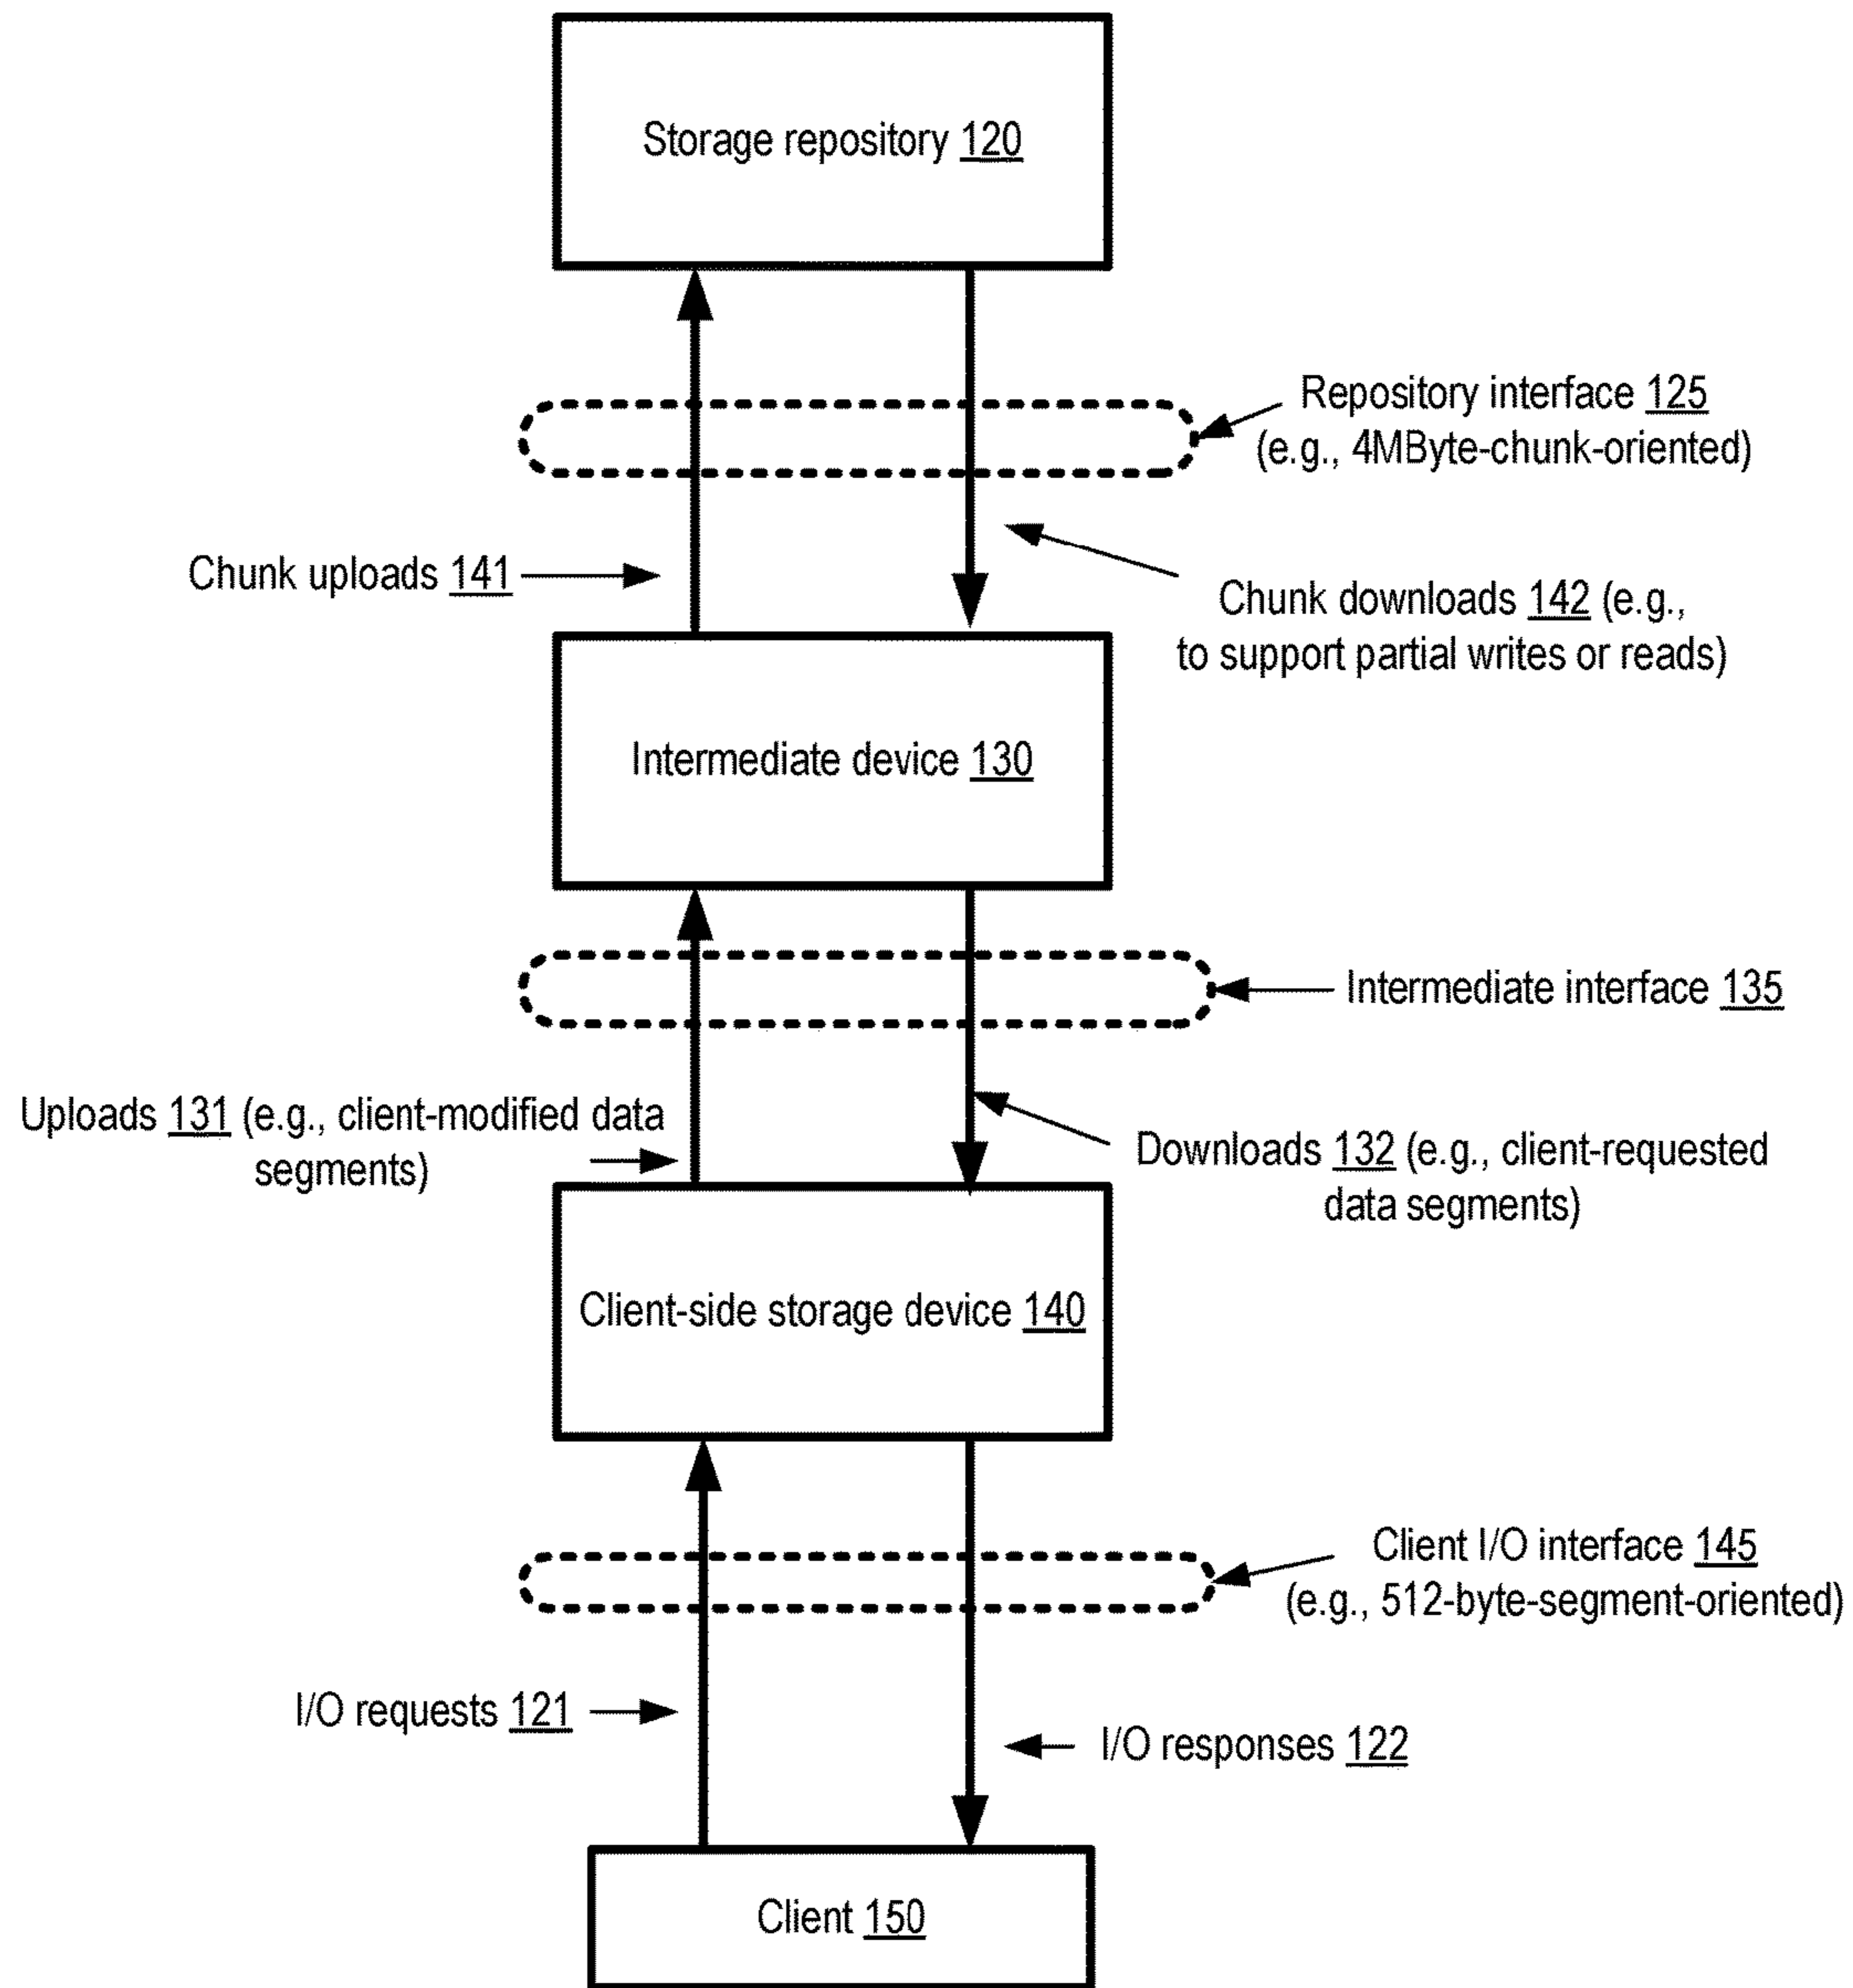 Storage repository 120
Repository interface 125
(e.g., 4MByte-chunk-oriented)
Chunk uploads 141
Chunk downloads 142 (e.g.,
to support partial writes or reads)
Intermediate device 130
Intermediate interface 135
Uploads 131 (e.g., client-modified data
segments)
Downloads 132 (e.g., client-requested
data segments)
Client-side storage device 140
Client I/O interface 145
(e.g., 512-byte-segment-oriented)
I/O requests 121
I/O responses 122
Client 150